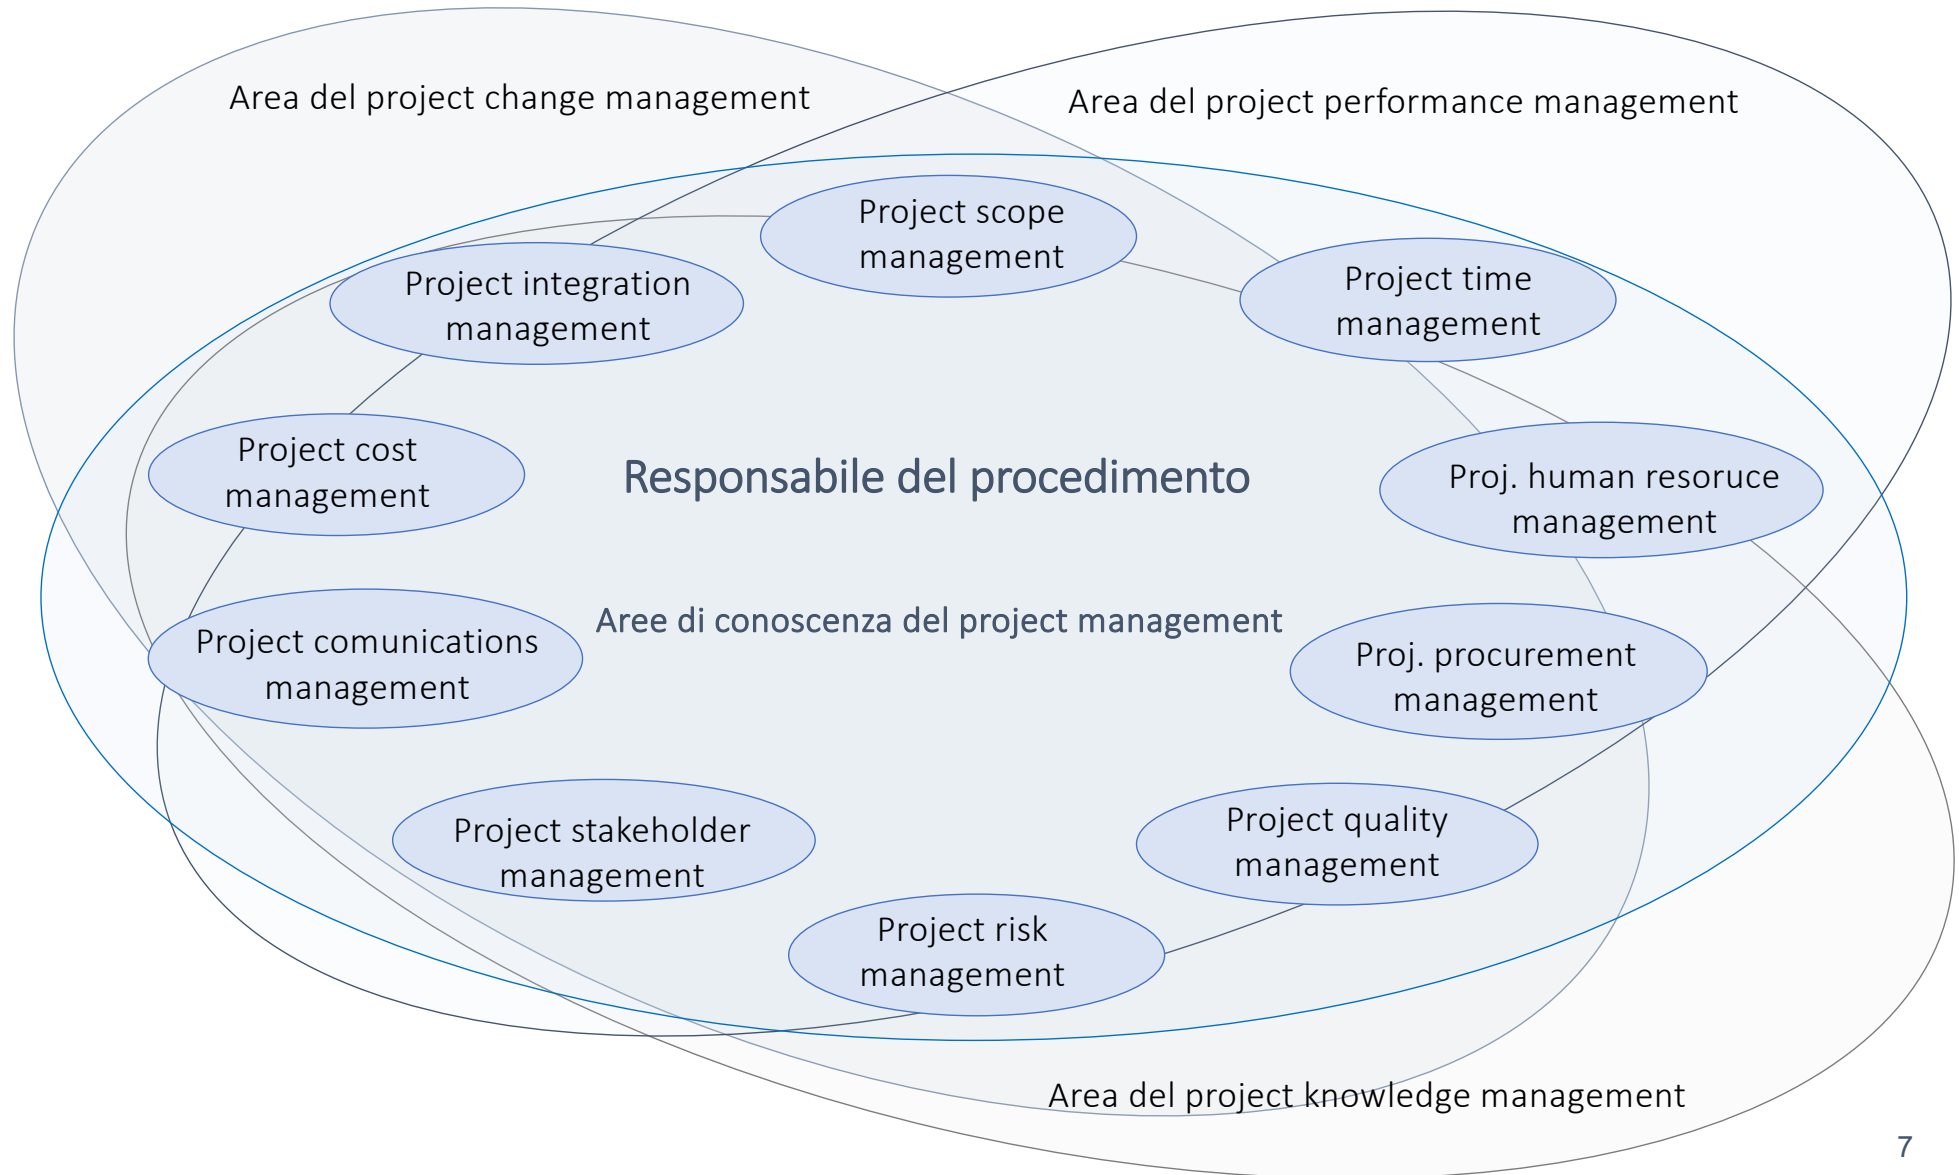 Area del project change management
Area del project performance management
Project scope
management
Project integration
management
Project time
management
Project cost
management
Responsabile del procedimento
Proj. human resoruce
management
Aree di conoscenza del project management
Project comunications
management
Proj. procurement
management
Project stakeholder
management
Project quality
management
Project risk
management
Area del project knowledge management
7